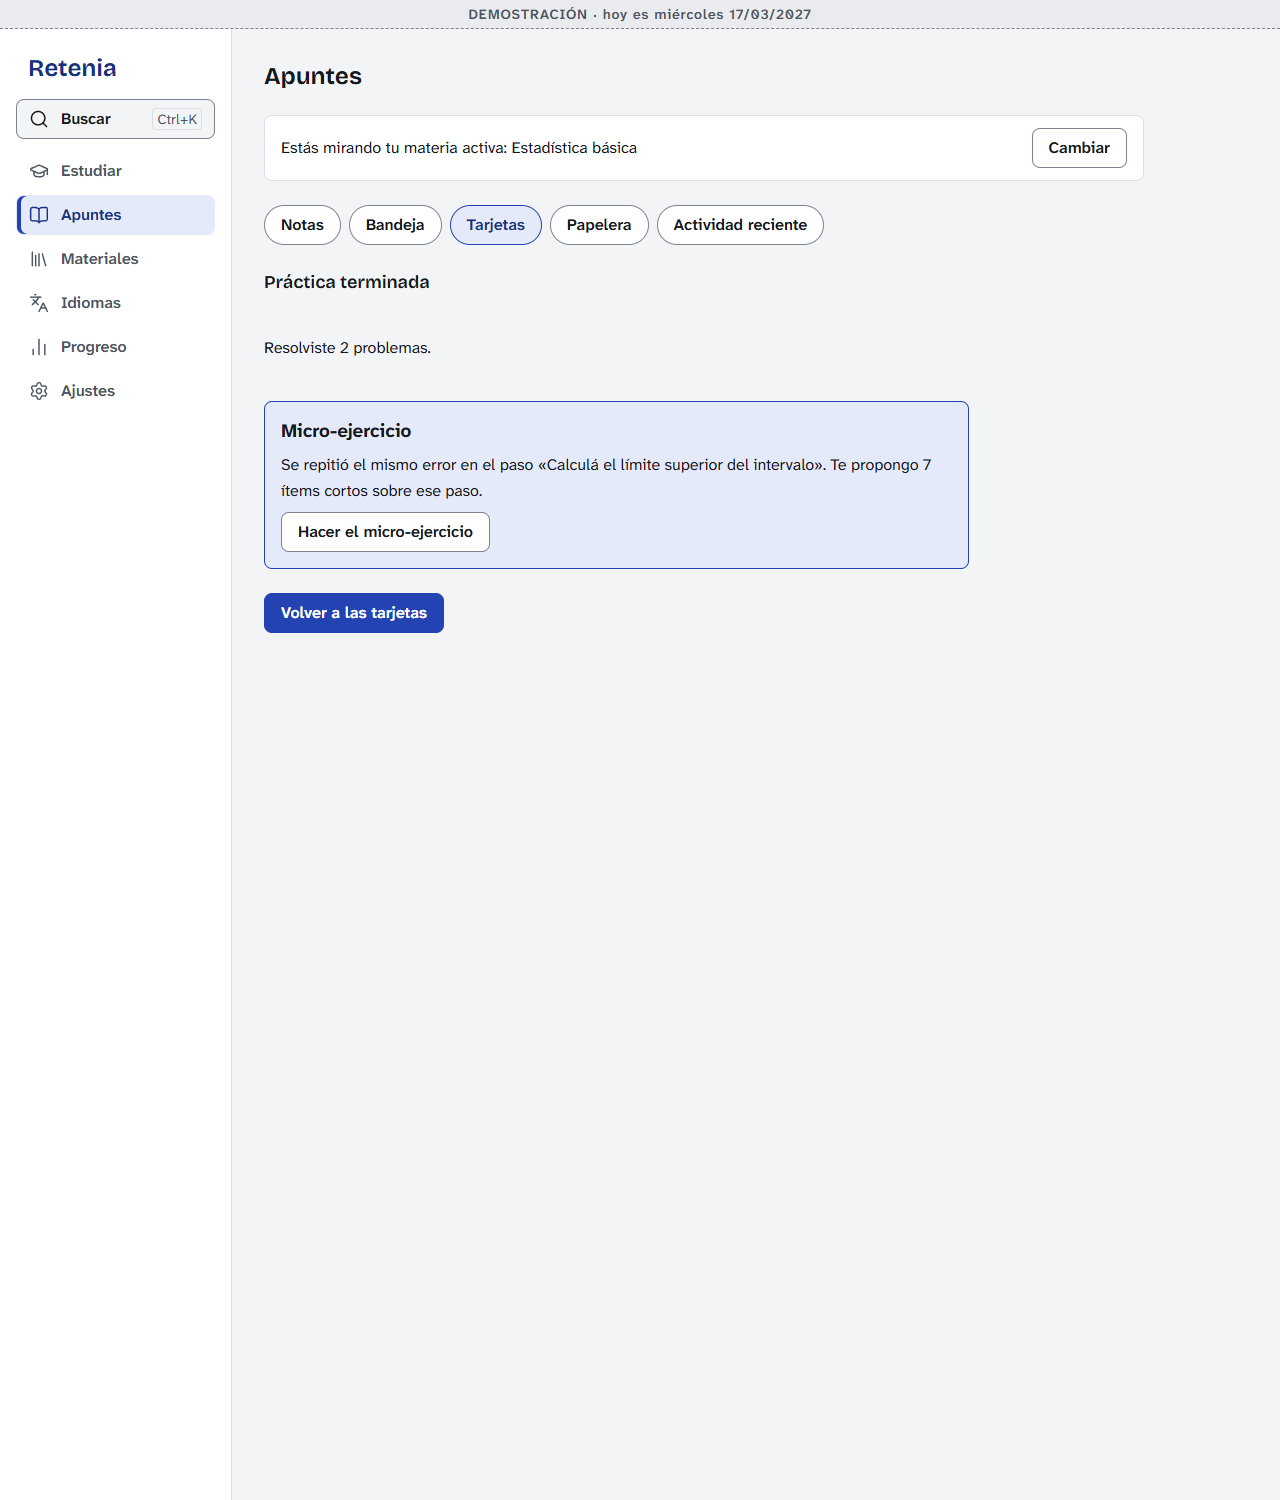 DEMOSTRACIÓN · hoy es miércoles 17/03/2027
Retenia
Buscar Ctrl+K
Estudiar
Apuntes
Materiales
Idiomas
Progreso
Ajustes
Apuntes
Estás mirando tu materia activa: Estadística básica
Cambiar
Notas Bandeja Tarjetas Papelera Actividad reciente
Práctica terminada
Resolviste 2 problemas.
Micro-ejercicio
Se repitió el mismo error en el paso «Calculá el límite superior del intervalo». Te propongo 7
ítems cortos sobre ese paso.
Hacer el micro-ejercicio
Volver a las tarjetas